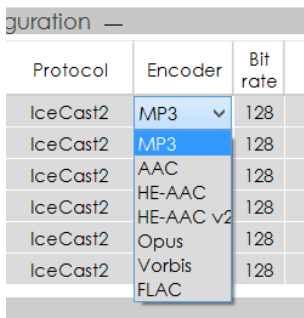 guration —
Protocol Encoder Bit rate
IceCast2 MP3 128
IceCast2 MP3 128
IceCast2 AAC 128
IceCast2 HE-AAC 128
HE-AAC v2
IceCast2 Opus 128
IceCast2 Vorbis 128
FLAC